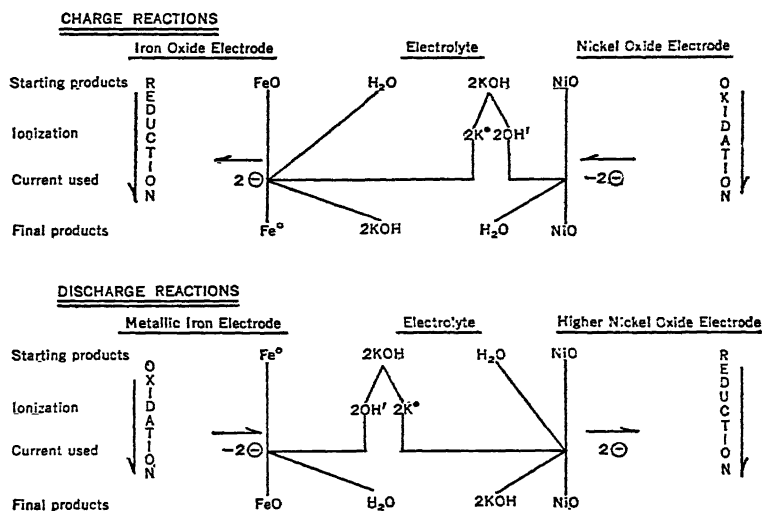 CHARGE REACTIONS
Iron Oxide Electrode Electrolyte Nickel Oxide Electrode
Starting products FeO H₂O 2KOH NiO
REDUCTION
OXIDATION
Ionization 2K° 2OH'
Current used 2⊖ −2⊖
Final products Fe° 2KOH H₂O NiO
DISCHARGE REACTIONS
Metallic Iron Electrode Electrolyte Higher Nickel Oxide Electrode
Starting products Fe° 2KOH H₂O NiO
OXIDATION
REDUCTION
Ionization 2OH' 2K°
Current used −2⊖ 2⊖
Final products FeO H₂O 2KOH NiO